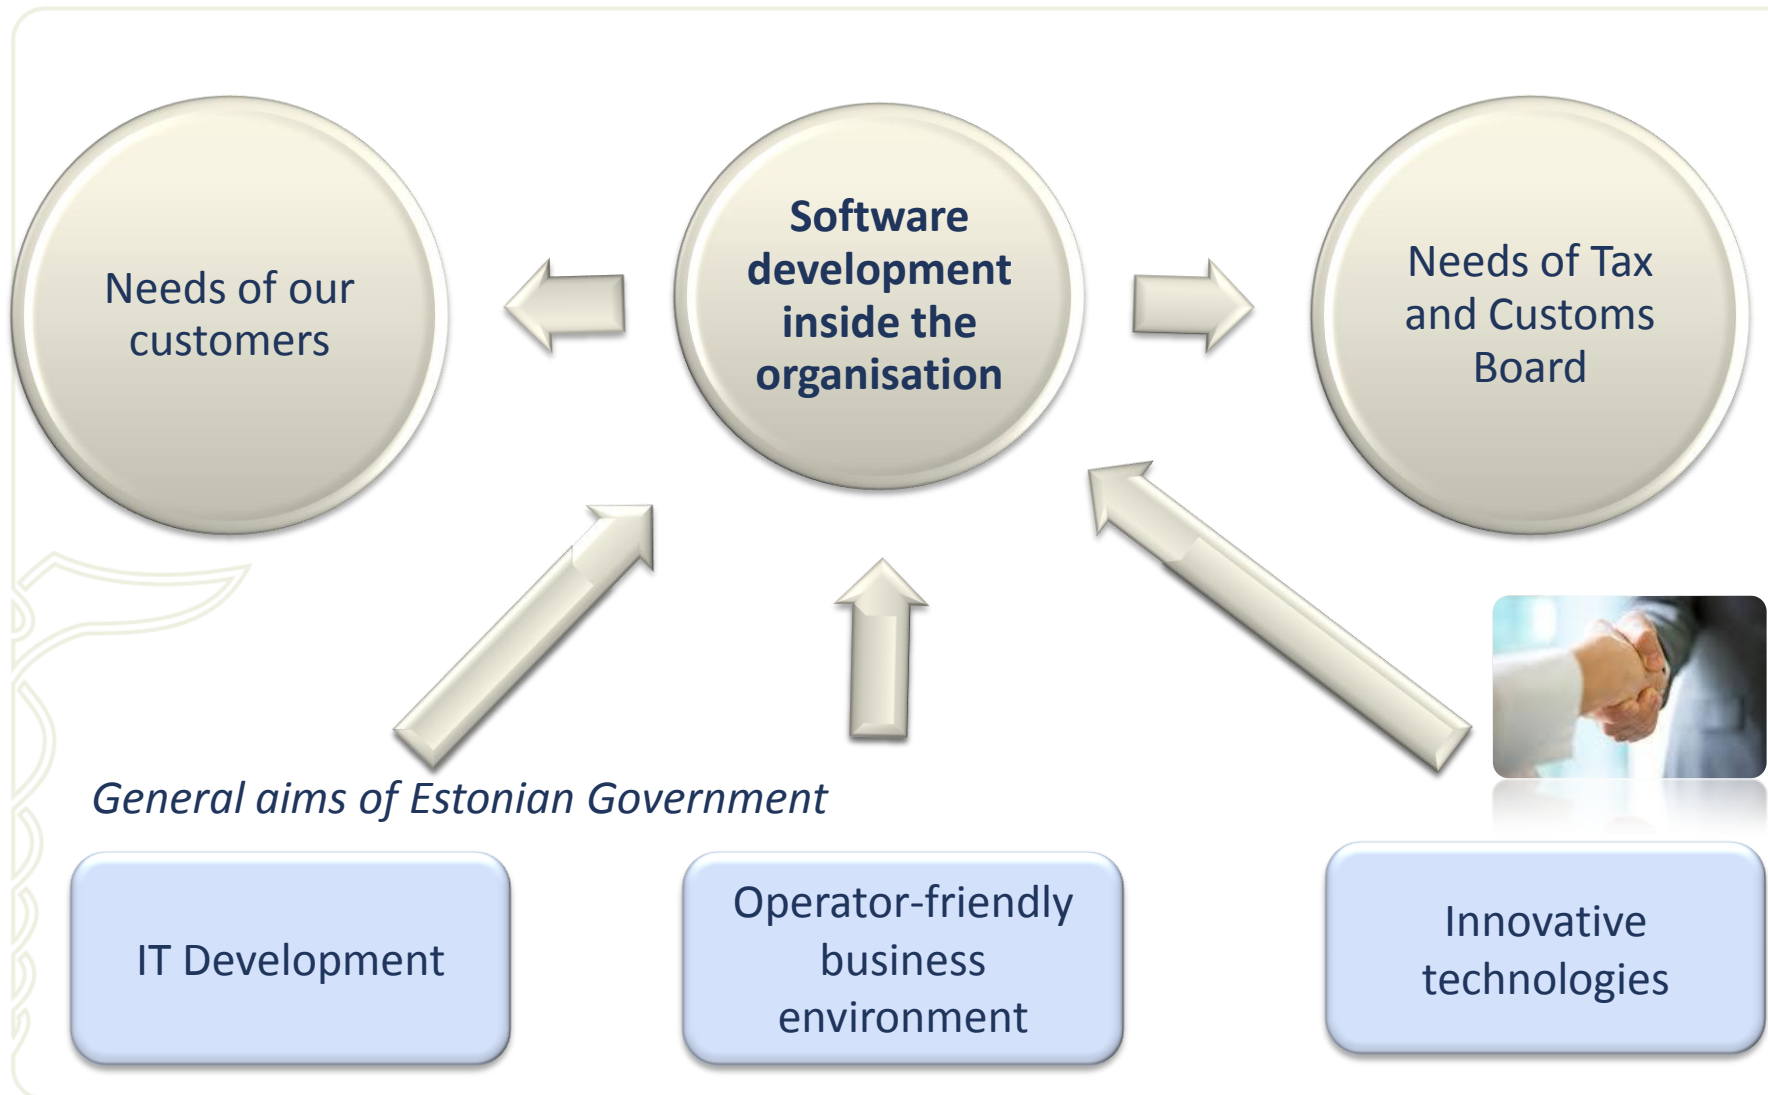 Needs of our
customers
Software
development
inside the
organisation
Needs of Tax
and Customs
Board
General aims of Estonian Government
IT Development
Operator-friendly
business
environment
Innovative
technologies